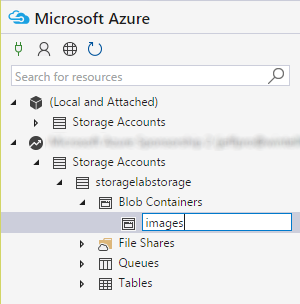 Microsoft Azure
Search for resources
(Local and Attached)
Storage Accounts
Storage Accounts
storagelabstorage
Blob Containers
images
File Shares
Queues
Tables